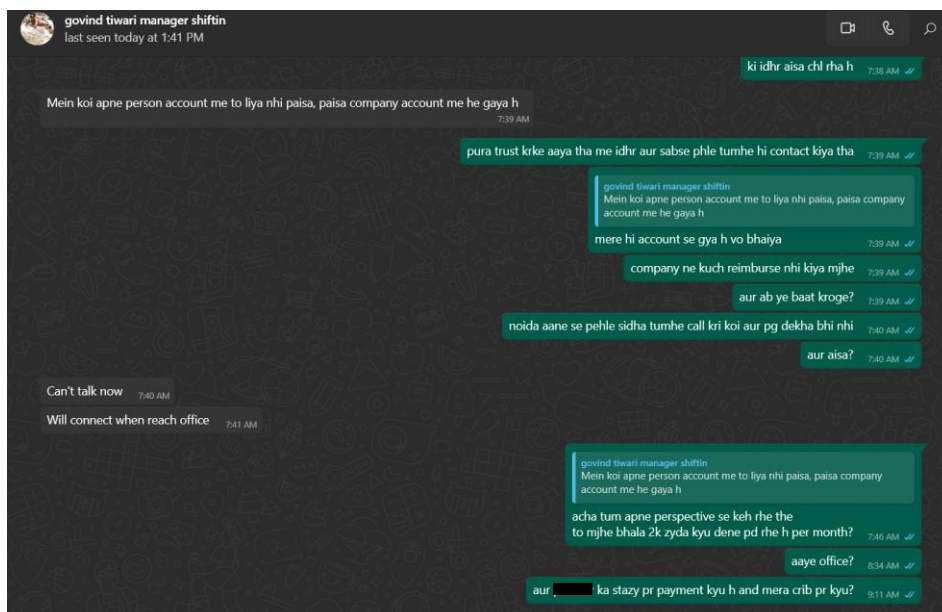 govind tiwari manager shiftin
last seen today at 1:41 PM
ki idhr aisa chl rha h 7:38 AM
Mein koi apne person account me to liya nhi paisa, paisa company account me he gaya h
7:39 AM
pura trust krke aaya tha me idhr aur sabse phle tumhe hi contact kiya tha 7:39 AM
govind tiwari manager shiftin
Mein koi apne person account me to liya nhi paisa, paisa company
account me he gaya h
mere hi account se gya h vo bhaiya 7:39 AM
company ne kuch reimburse nhi kiya mjhe 7:39 AM
aur ab ye baat kroge? 7:39 AM
noida aane se pehle sidha tumhe call kri koi aur pg dekha bhi nhi 7:40 AM
aur aisa? 7:40 AM
Can't talk now 7:40 AM
Will connect when reach office 7:41 AM
govind tiwari manager shiftin
Mein koi apne person account me to liya nhi paisa, paisa company
account me he gaya h
acha tum apne perspective se keh rhe the
to mjhe bhala 2k zyda kyu dene pd rhe h per month? 7:46 AM
aaye office? 8:34 AM
aur ka stazy pr payment kyu h and mera crib pr kyu? 9:11 AM